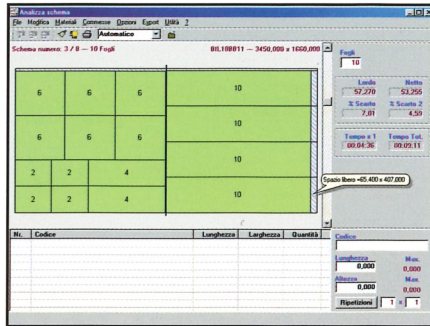 Analizza schema
File Modifica Materiali Commesse Opzioni Export Utilità ?
Automatico
Schema numero: 3 / 8 --- 10 Fogli
BIL18B011 --- 3450,000 x 1660,000
Fogli
10
Lordo Netto
57,270 53,255
% Scarto % Scarto 2
7,01 4,59
Tempo x 1 Tempo Tot.
00:04:36 00:09:11
6 6 6 10
6 6 6 10
10
2 2 4
2 2 4 10
Spazio libero =65,400 x 407,000
Nr. Codice Lunghezza Larghezza Quantità
Codice
Lunghezza Max.
0,000 0,000
Altezza Max.
0,000 0,000
Ripetizioni 1 x 1